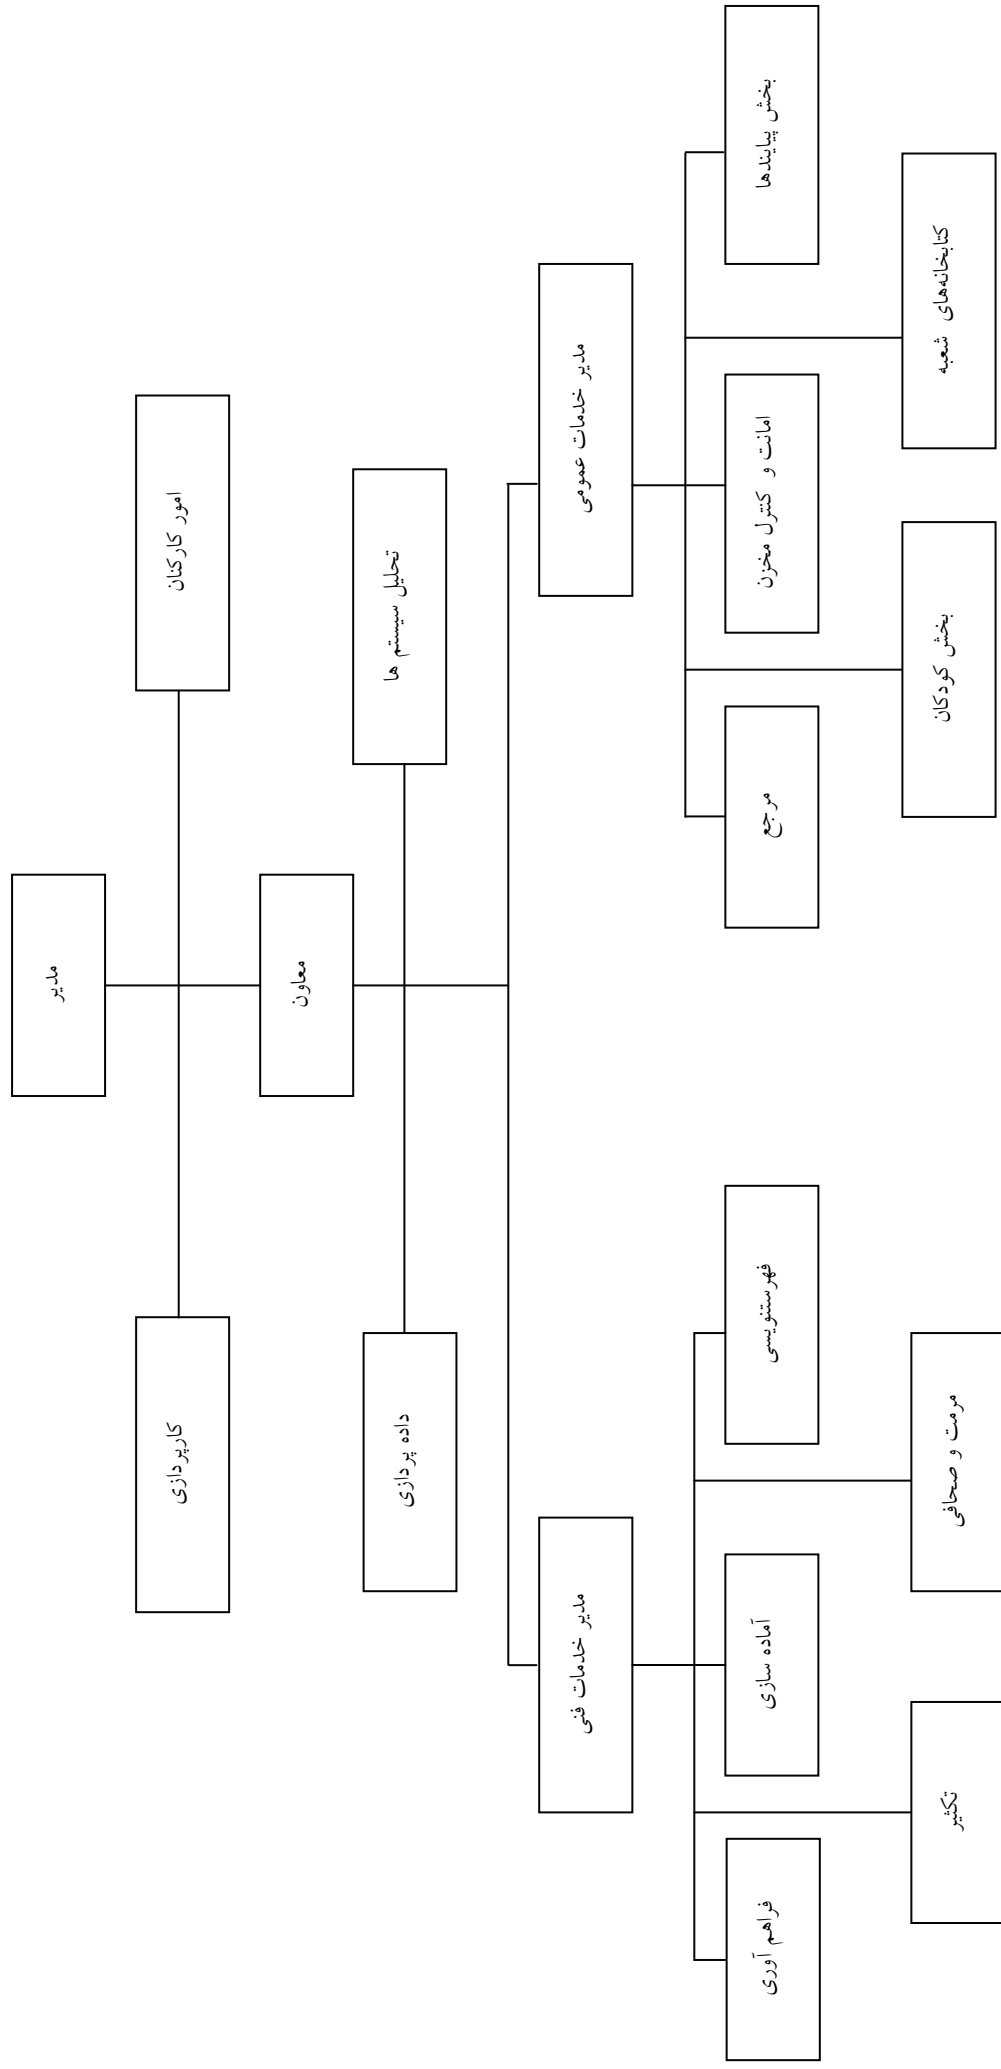 مدیر
امور کارکنان
کارپردازی
معاون
تحلیل سیستم ها
داده پردازی
مدیر خدمات عمومی
مدیر خدمات فنی
بخش پیایندها
امانت و کنترل مخزن
مرجع
فهرستنویسی
آماده سازی
فراهم آوری
کتابخانه‌های شعبه
بخش کودکان
مرمت و صحافی
تکثیر